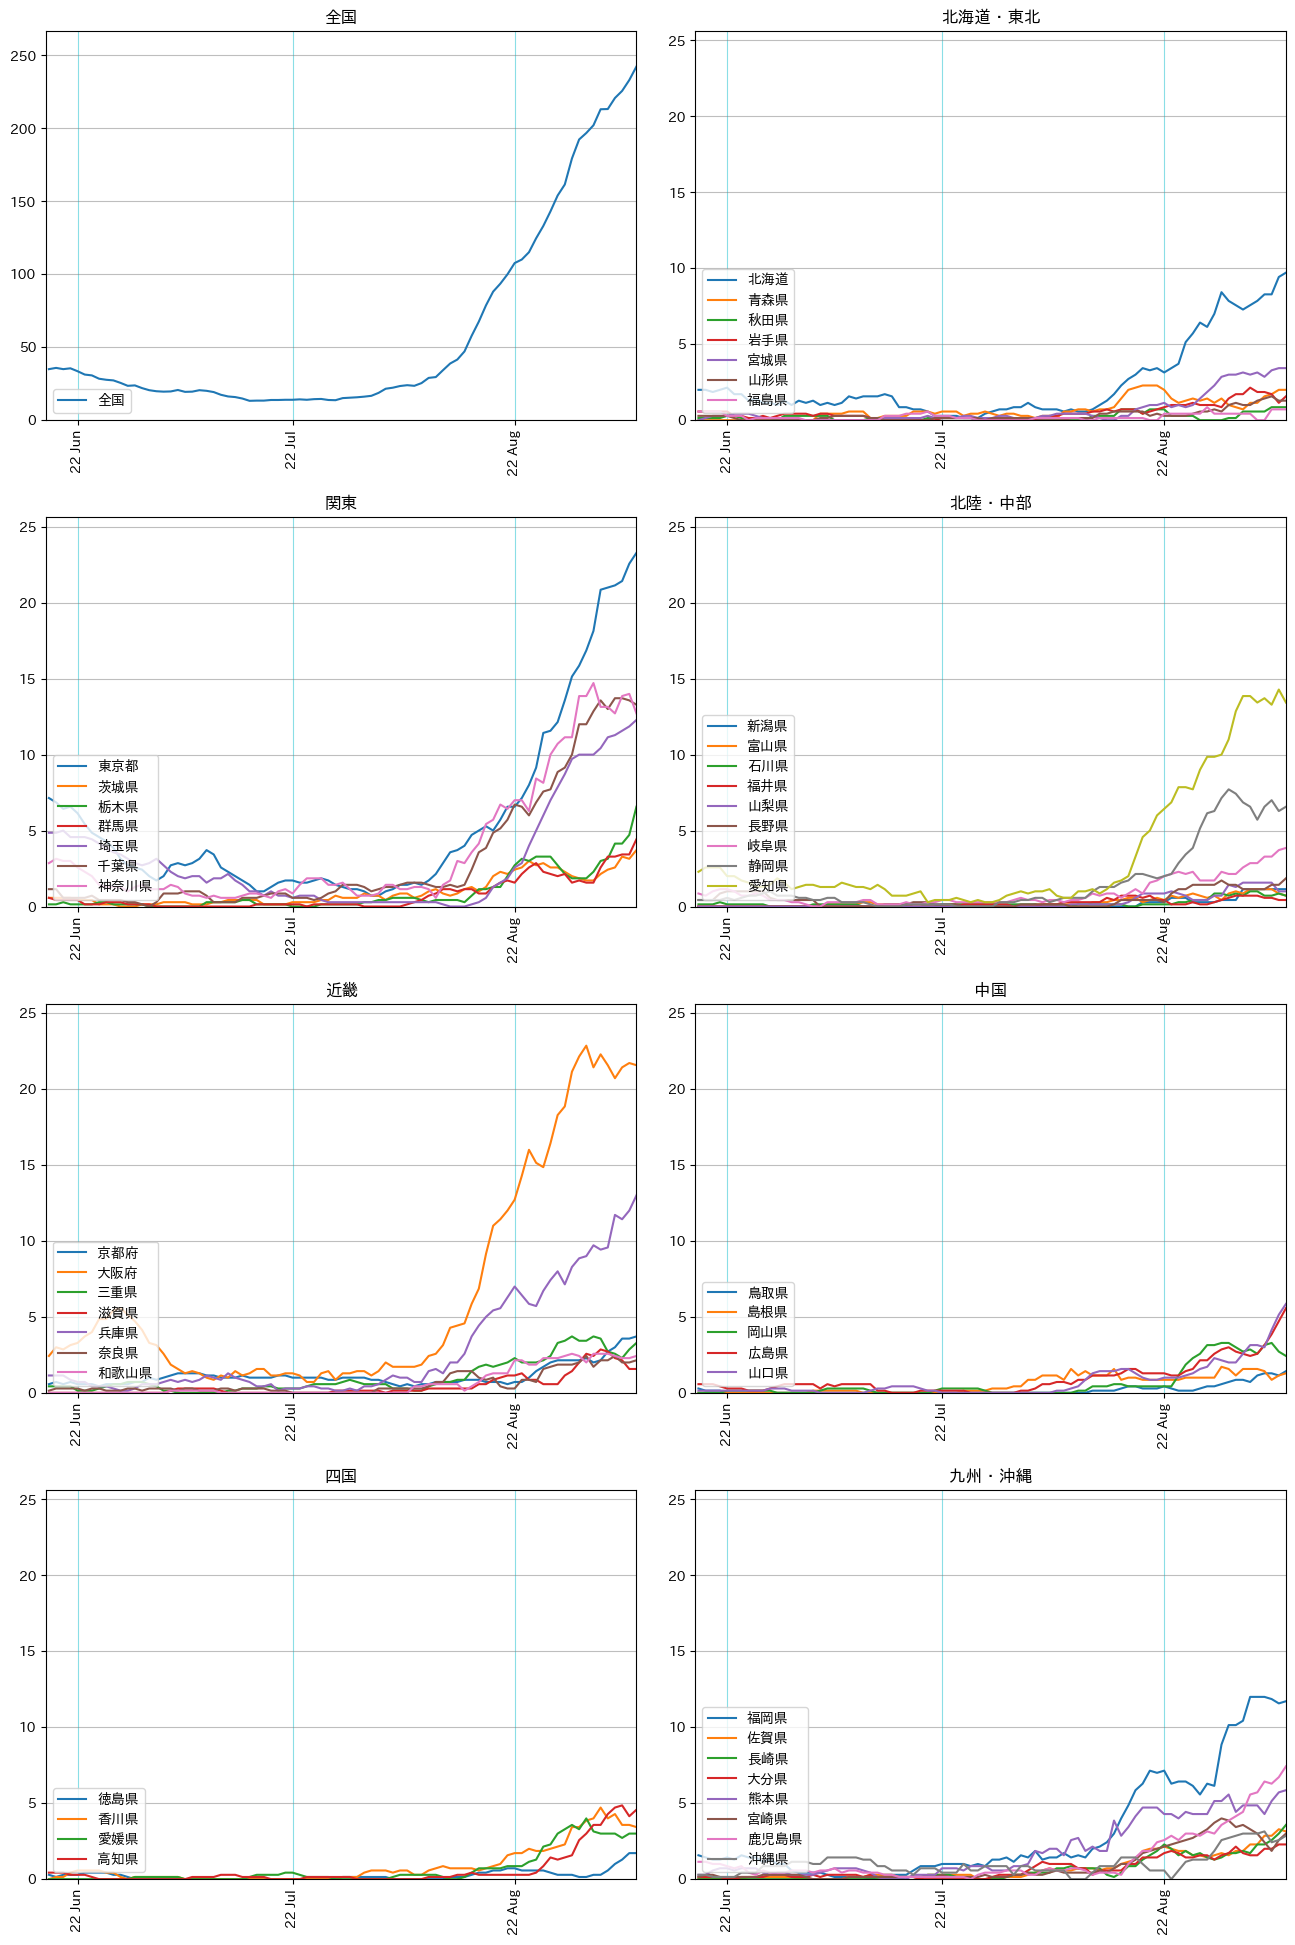 全国
250
200
150
100
50
0
全国
22 Jun
22 Jul
22 Aug
北海道・東北
25
20
15
10
5
0
北海道
青森県
秋田県
岩手県
宮城県
山形県
福島県
22 Jun
22 Jul
22 Aug
関東
25
20
15
10
5
0
東京都
茨城県
栃木県
群馬県
埼玉県
千葉県
神奈川県
22 Jun
22 Jul
22 Aug
北陸・中部
25
20
15
10
5
0
新潟県
富山県
石川県
福井県
山梨県
長野県
岐阜県
静岡県
愛知県
22 Jun
22 Jul
22 Aug
近畿
25
20
15
10
5
0
京都府
大阪府
三重県
滋賀県
兵庫県
奈良県
和歌山県
22 Jun
22 Jul
22 Aug
中国
25
20
15
10
5
0
鳥取県
島根県
岡山県
広島県
山口県
22 Jun
22 Jul
22 Aug
四国
25
20
15
10
5
0
徳島県
香川県
愛媛県
高知県
22 Jun
22 Jul
22 Aug
九州・沖縄
25
20
15
10
5
0
福岡県
佐賀県
長崎県
大分県
熊本県
宮崎県
鹿児島県
沖縄県
22 Jun
22 Jul
22 Aug